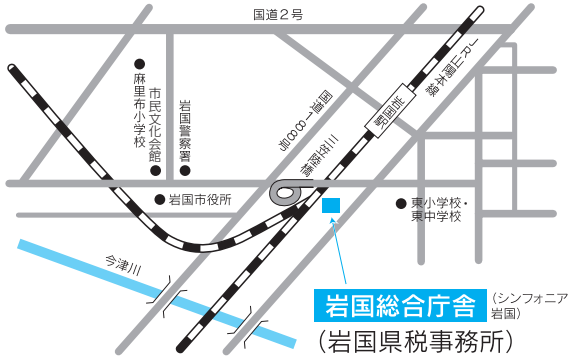 国道２号
ＪＲ山陽本線
麻里布小学校
市民文化会館
岩国警察署
国道１８８号
岩国駅
三笠陸橋
岩国市役所
東小学校・
東中学校
今津川
岩国総合庁舎
（シンフォニア
岩国）
（岩国県税事務所）